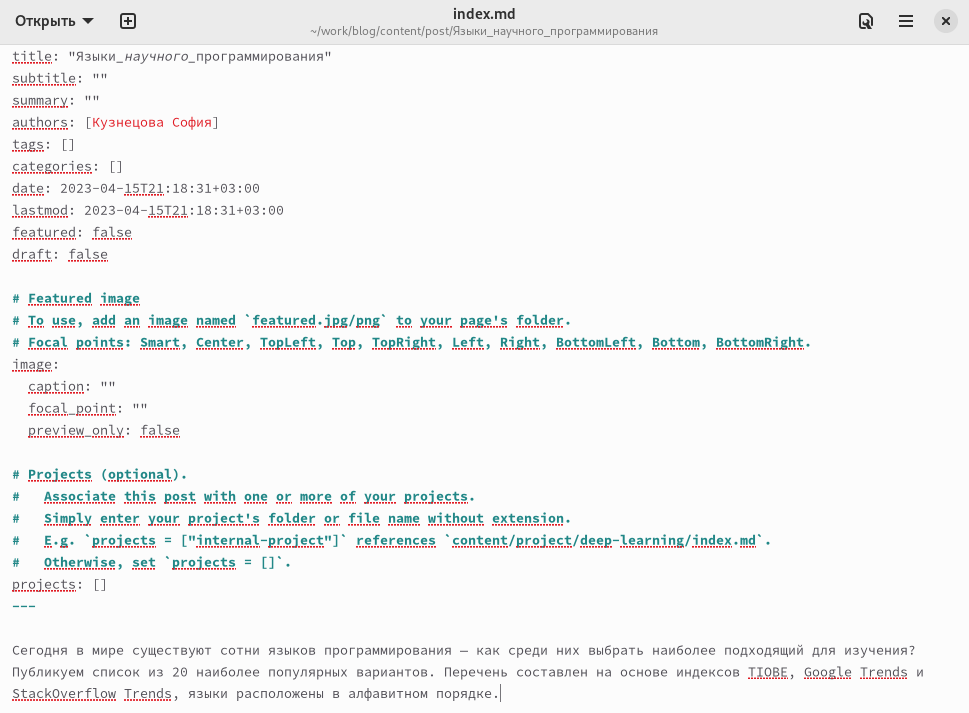 Открыть
index.md
~/work/blog/content/post/Языки_научного_программирования
title: "Языки_научного_программирования"
subtitle: ""
summary: ""
authors: [Кузнецова София]
tags: []
categories: []
date: 2023-04-15T21:18:31+03:00
lastmod: 2023-04-15T21:18:31+03:00
featured: false
draft: false
# Featured image
# To use, add an image named `featured.jpg/png` to your page's folder.
# Focal points: Smart, Center, TopLeft, Top, TopRight, Left, Right, BottomLeft, Bottom, BottomRight.
image:
  caption: ""
  focal_point: ""
  preview_only: false
# Projects (optional).
#   Associate this post with one or more of your projects.
#   Simply enter your project's folder or file name without extension.
#   E.g. `projects = ["internal-project"]` references `content/project/deep-learning/index.md`.
#   Otherwise, set `projects = []`.
projects: []
---
Сегодня в мире существуют сотни языков программирования — как среди них выбрать наиболее подходящий для изучения?
Публикуем список из 20 наиболее популярных вариантов. Перечень составлен на основе индексов TIOBE, Google Trends и
StackOverflow Trends, языки расположены в алфавитном порядке.